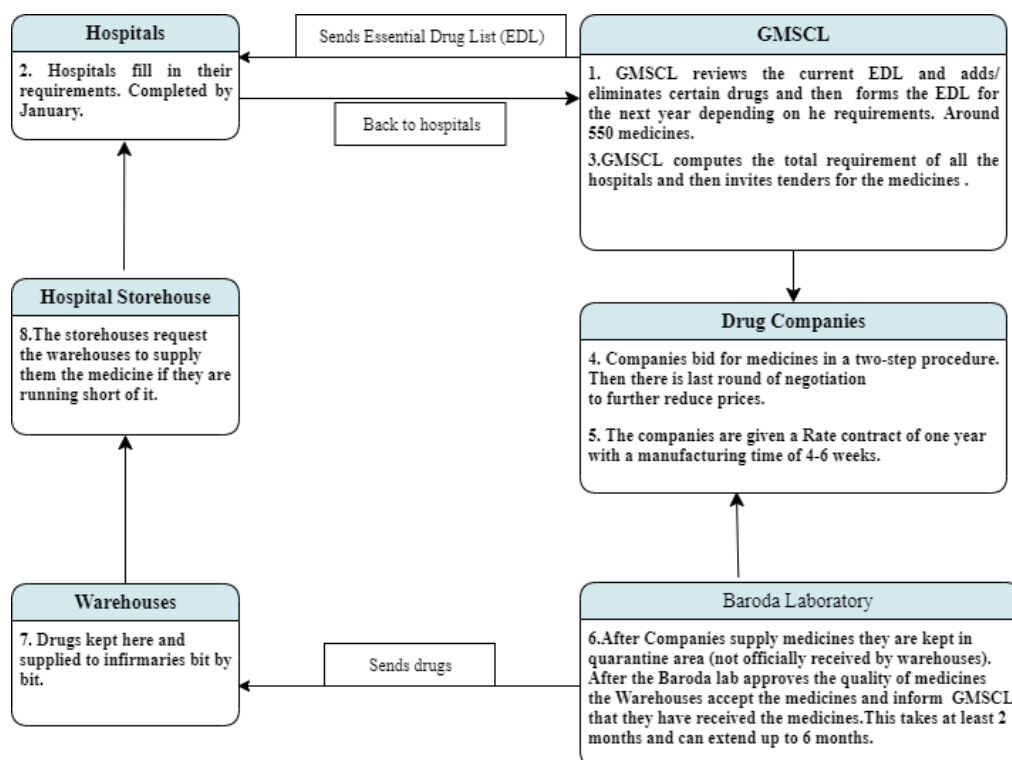 Hospitals
2. Hospitals fill in their
requirements. Completed by
January.
Sends Essential Drug List (EDL)
Back to hospitals
GMSCL
1. GMSCL reviews the current EDL and adds/
eliminates certain drugs and then forms the EDL for
the next year depending on he requirements. Around
550 medicines.
3.GMSCL computes the total requirement of all the
hospitals and then invites tenders for the medicines .
Hospital Storehouse
8.The storehouses request
the warehouses to supply
them the medicine if they are
running short of it.
Drug Companies
4. Companies bid for medicines in a two-step procedure.
Then there is last round of negotiation
to further reduce prices.
5. The companies are given a Rate contract of one year
with a manufacturing time of 4-6 weeks.
Warehouses
7. Drugs kept here and
supplied to infirmaries bit by
bit.
Sends drugs
Baroda Laboratory
6.After Companies supply medicines they are kept in
quarantine area (not officially received by warehouses).
After the Baroda lab approves the quality of medicines
the Warehouses accept the medicines and inform GMSCL
that they have received the medicines.This takes at least 2
months and can extend up to 6 months.